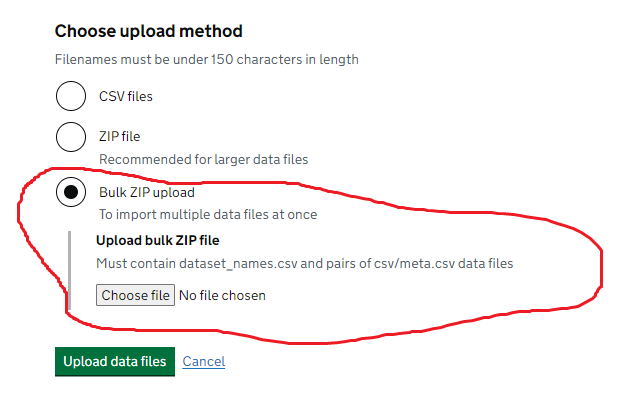 Choose upload method
Filenames must be under 150 characters in length
CSV files
ZIP file
Recommended for larger data files
Bulk ZIP upload
To import multiple data files at once
Upload bulk ZIP file
Must contain dataset_names.csv and pairs of csv/meta.csv data files
Choose file No file chosen
Upload data files Cancel